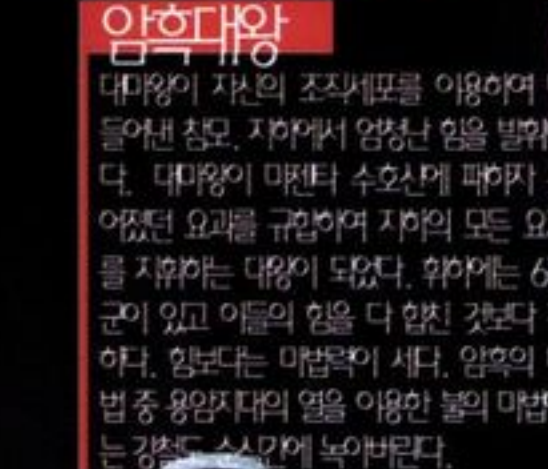 암흑대왕
대마왕이 자신의 조직세포를 이용하여
들어낸 참모. 지하에서 엄청난 힘을 발휘
다. 대마왕이 마젠타 수호신에 패하자
어졌던 요괴를 규합하여 지하의 모든 요
를 지휘하는 대왕이 되었다. 휘하에는 6
군이 있고 이들의 힘을 다 합친 것보다
하다. 힘보다는 마법력이 세다. 암흑의
법 중 용암지대의 열을 이용한 불의 마법
는 강철도 순식간에 녹아버린다.